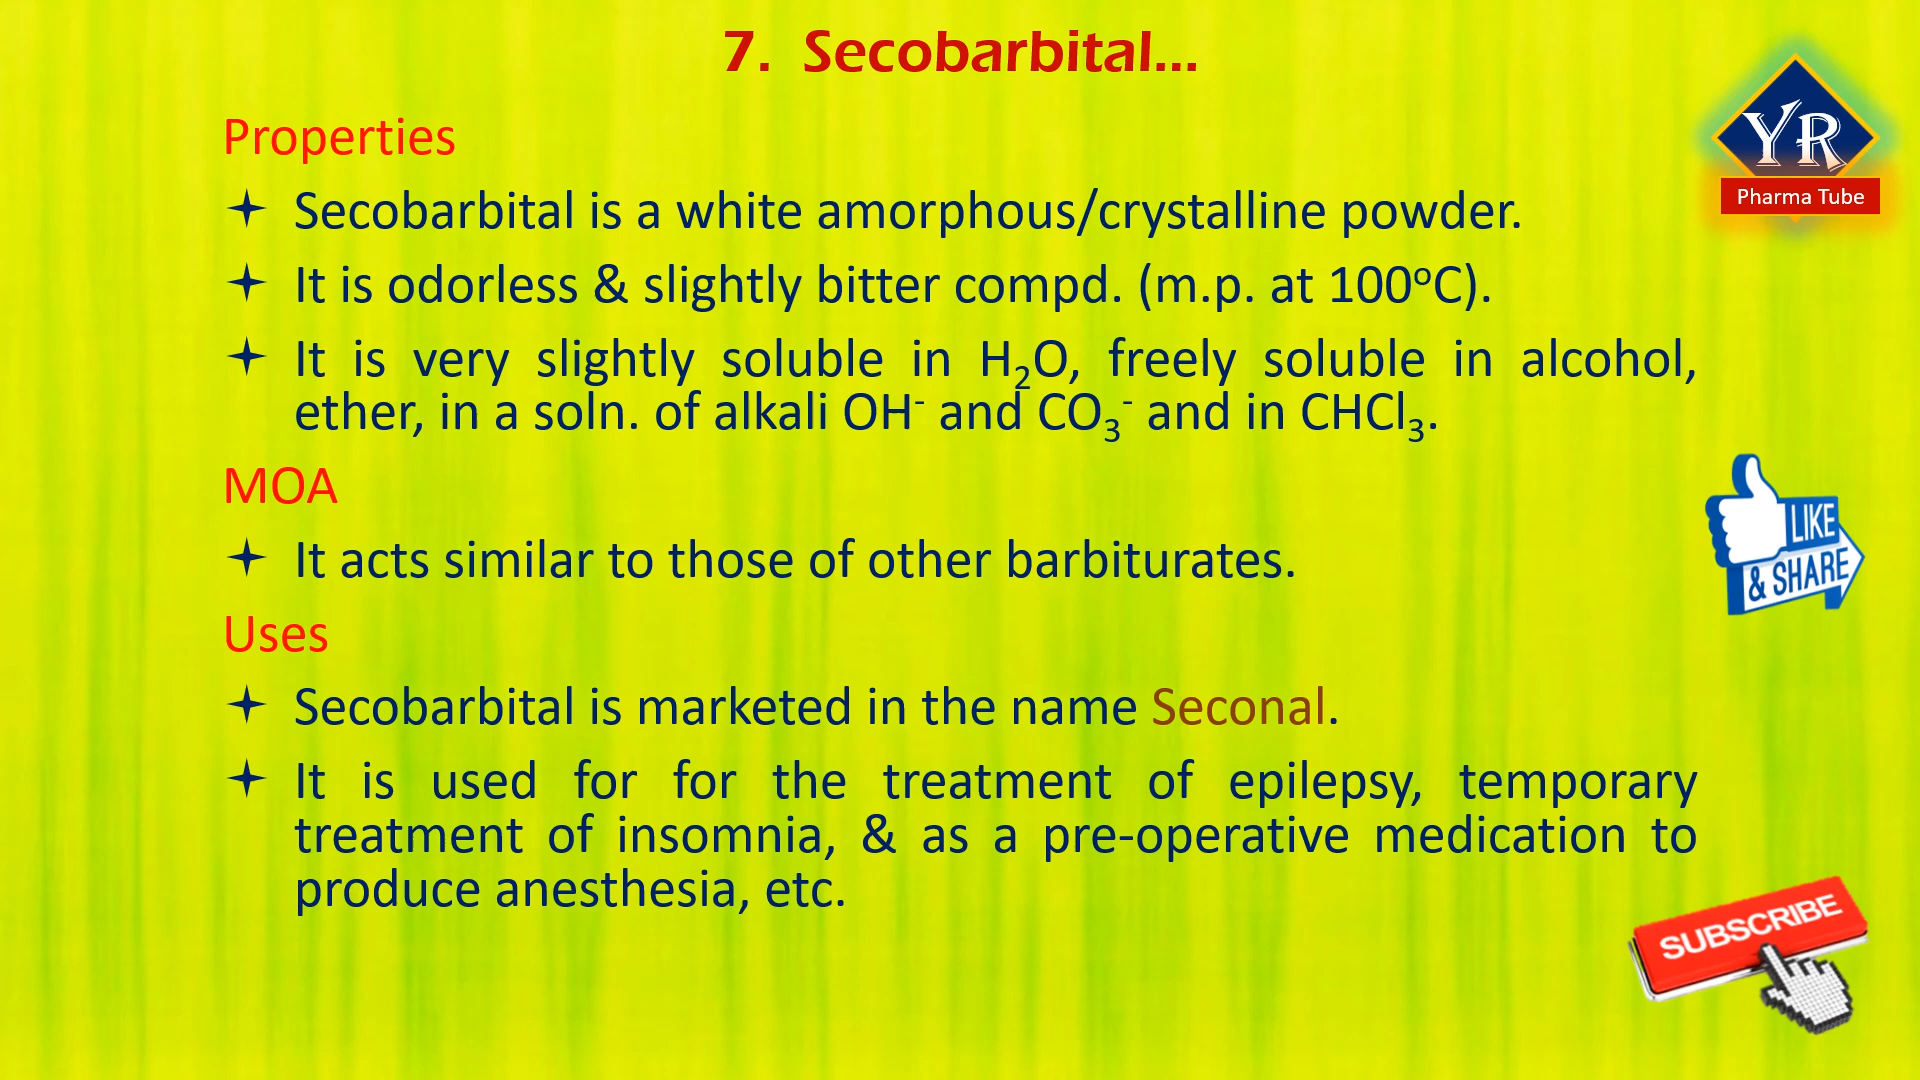 7. Secobarbital...
YR
Pharma Tube
Properties
Secobarbital is a white amorphous/crystalline powder.
It is odorless & slightly bitter compd. (m.p. at 100°C).
It is very slightly soluble in H₂O, freely soluble in alcohol,
ether, in a soln. of alkali OH⁻ and CO₃⁻ and in CHCl₃.
MOA
It acts similar to those of other barbiturates.
LIKE
& SHARE
Uses
Secobarbital is marketed in the name Seconal.
It is used for for the treatment of epilepsy, temporary
treatment of insomnia, & as a pre-operative medication to
produce anesthesia, etc.
SUBSCRIBE